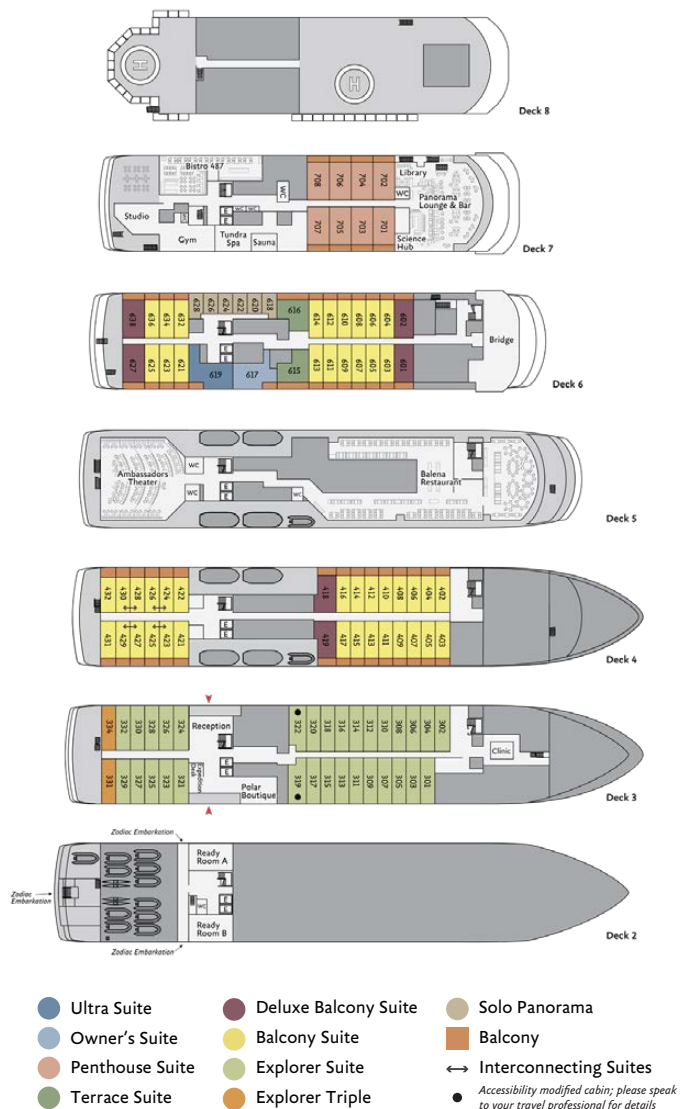 H
H
Deck 8
Bistro 487
WC
708
706
704
702
Library
WC
Panorama
Lounge & Bar
Studio
WC WC
E
E
Gym
Tundra
Spa
Sauna
707
705
703
701
Science
Hub
Deck 7
638
636
634
632
628
626
624
622
620
618
616
614
612
610
608
606
604
602
E
E
Bridge
627
625
623
621
619
617
615
613
611
609
607
605
603
601
Deck 6
Ambassadors
Theater
WC
WC
E
E
WC
Balena
Restaurant
Deck 5
432
430
428
426
424
422
418
416
414
412
410
408
406
404
402
E
E
431
429
427
425
423
421
419
417
415
413
411
409
407
405
403
Deck 4
334
332
330
328
326
324
Reception
322
320
318
316
314
312
310
308
306
304
302
E
E
Clinic
331
329
327
325
323
321
Expedition
Desk
Polar
Boutique
319
317
315
313
311
309
307
305
303
301
Deck 3
Zodiac Embarkation
Ready
Room A
Zodiac
Embarkation
WC
E
E
Ready
Room B
Zodiac Embarkation
Deck 2
Ultra Suite
Owner's Suite
Penthouse Suite
Terrace Suite
Deluxe Balcony Suite
Balcony Suite
Explorer Suite
Explorer Triple
Solo Panorama
Balcony
Interconnecting Suites
Accessibility modified cabin; please speak
to your travel professional for details